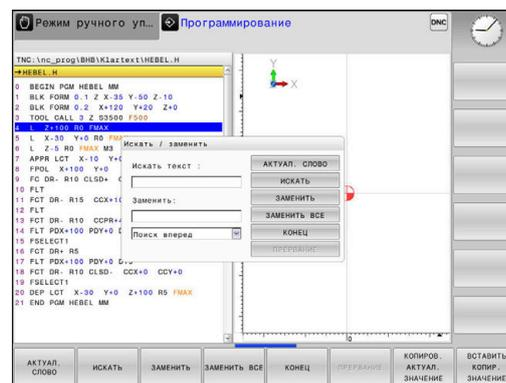 Режим ручного уп…
Программирование
DNC
TNC:\nc_prog\BHB\Klartext\HEBEL.H
→HEBEL.H
0 BEGIN PGM HEBEL MM
1 BLK FORM 0.1 Z X-35 Y-50 Z-10
2 BLK FORM 0.2 X+120 Y+20 Z+0
3 TOOL CALL 3 Z S3500 F500
4 L Z+100 R0 FMAX
5 L X-30 Y+0 R0 FMAX
6 L Z-5 R0 FMAX M3
7 APPR LCT X-10 Y+0
8 FPOL X+100 Y+0
9 FC DR- R10 CLSD+
10 FLT
11 FCT DR- R15 CCX+10
12 FLT
13 FCT DR- R10 CCPR+
14 FLT PDX+100 PDY+0
15 FSELECT1
16 FCT DR+ R5
17 FLT PDX+100 PDY+0
18 FCT DR- R10 CLSD- CCX+0 CCY+0
19 FSELECT1
20 DEP LCT X-30 Y+0 Z+100 R5 FMAX
21 END PGM HEBEL MM
Y
X
0
Искать / заменить
Искать текст :
Заменить:
Поиск вперед
АКТУАЛ. СЛОВО
ИСКАТЬ
ЗАМЕНИТЬ
ЗАМЕНИТЬ ВСЕ
КОНЕЦ
ПРЕРВАНИЕ
АКТУАЛ.
СЛОВО
ИСКАТЬ
ЗАМЕНИТЬ
ЗАМЕНИТЬ ВСЕ
КОНЕЦ
ПРЕРВАНИЕ
КОПИРОВ.
АКТУАЛ.
ЗНАЧЕНИЕ
ВСТАВИТЬ
КОПИР.
ЗНАЧЕНИЕ